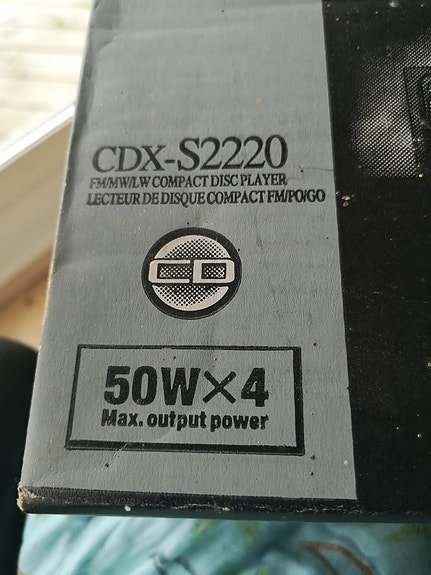 CDX-S2220
FM/MW/LW COMPACT DISC PLAYER
LECTEUR DE DISQUE COMPACT FM/PO/GO
CD
50W×4
Max. output power